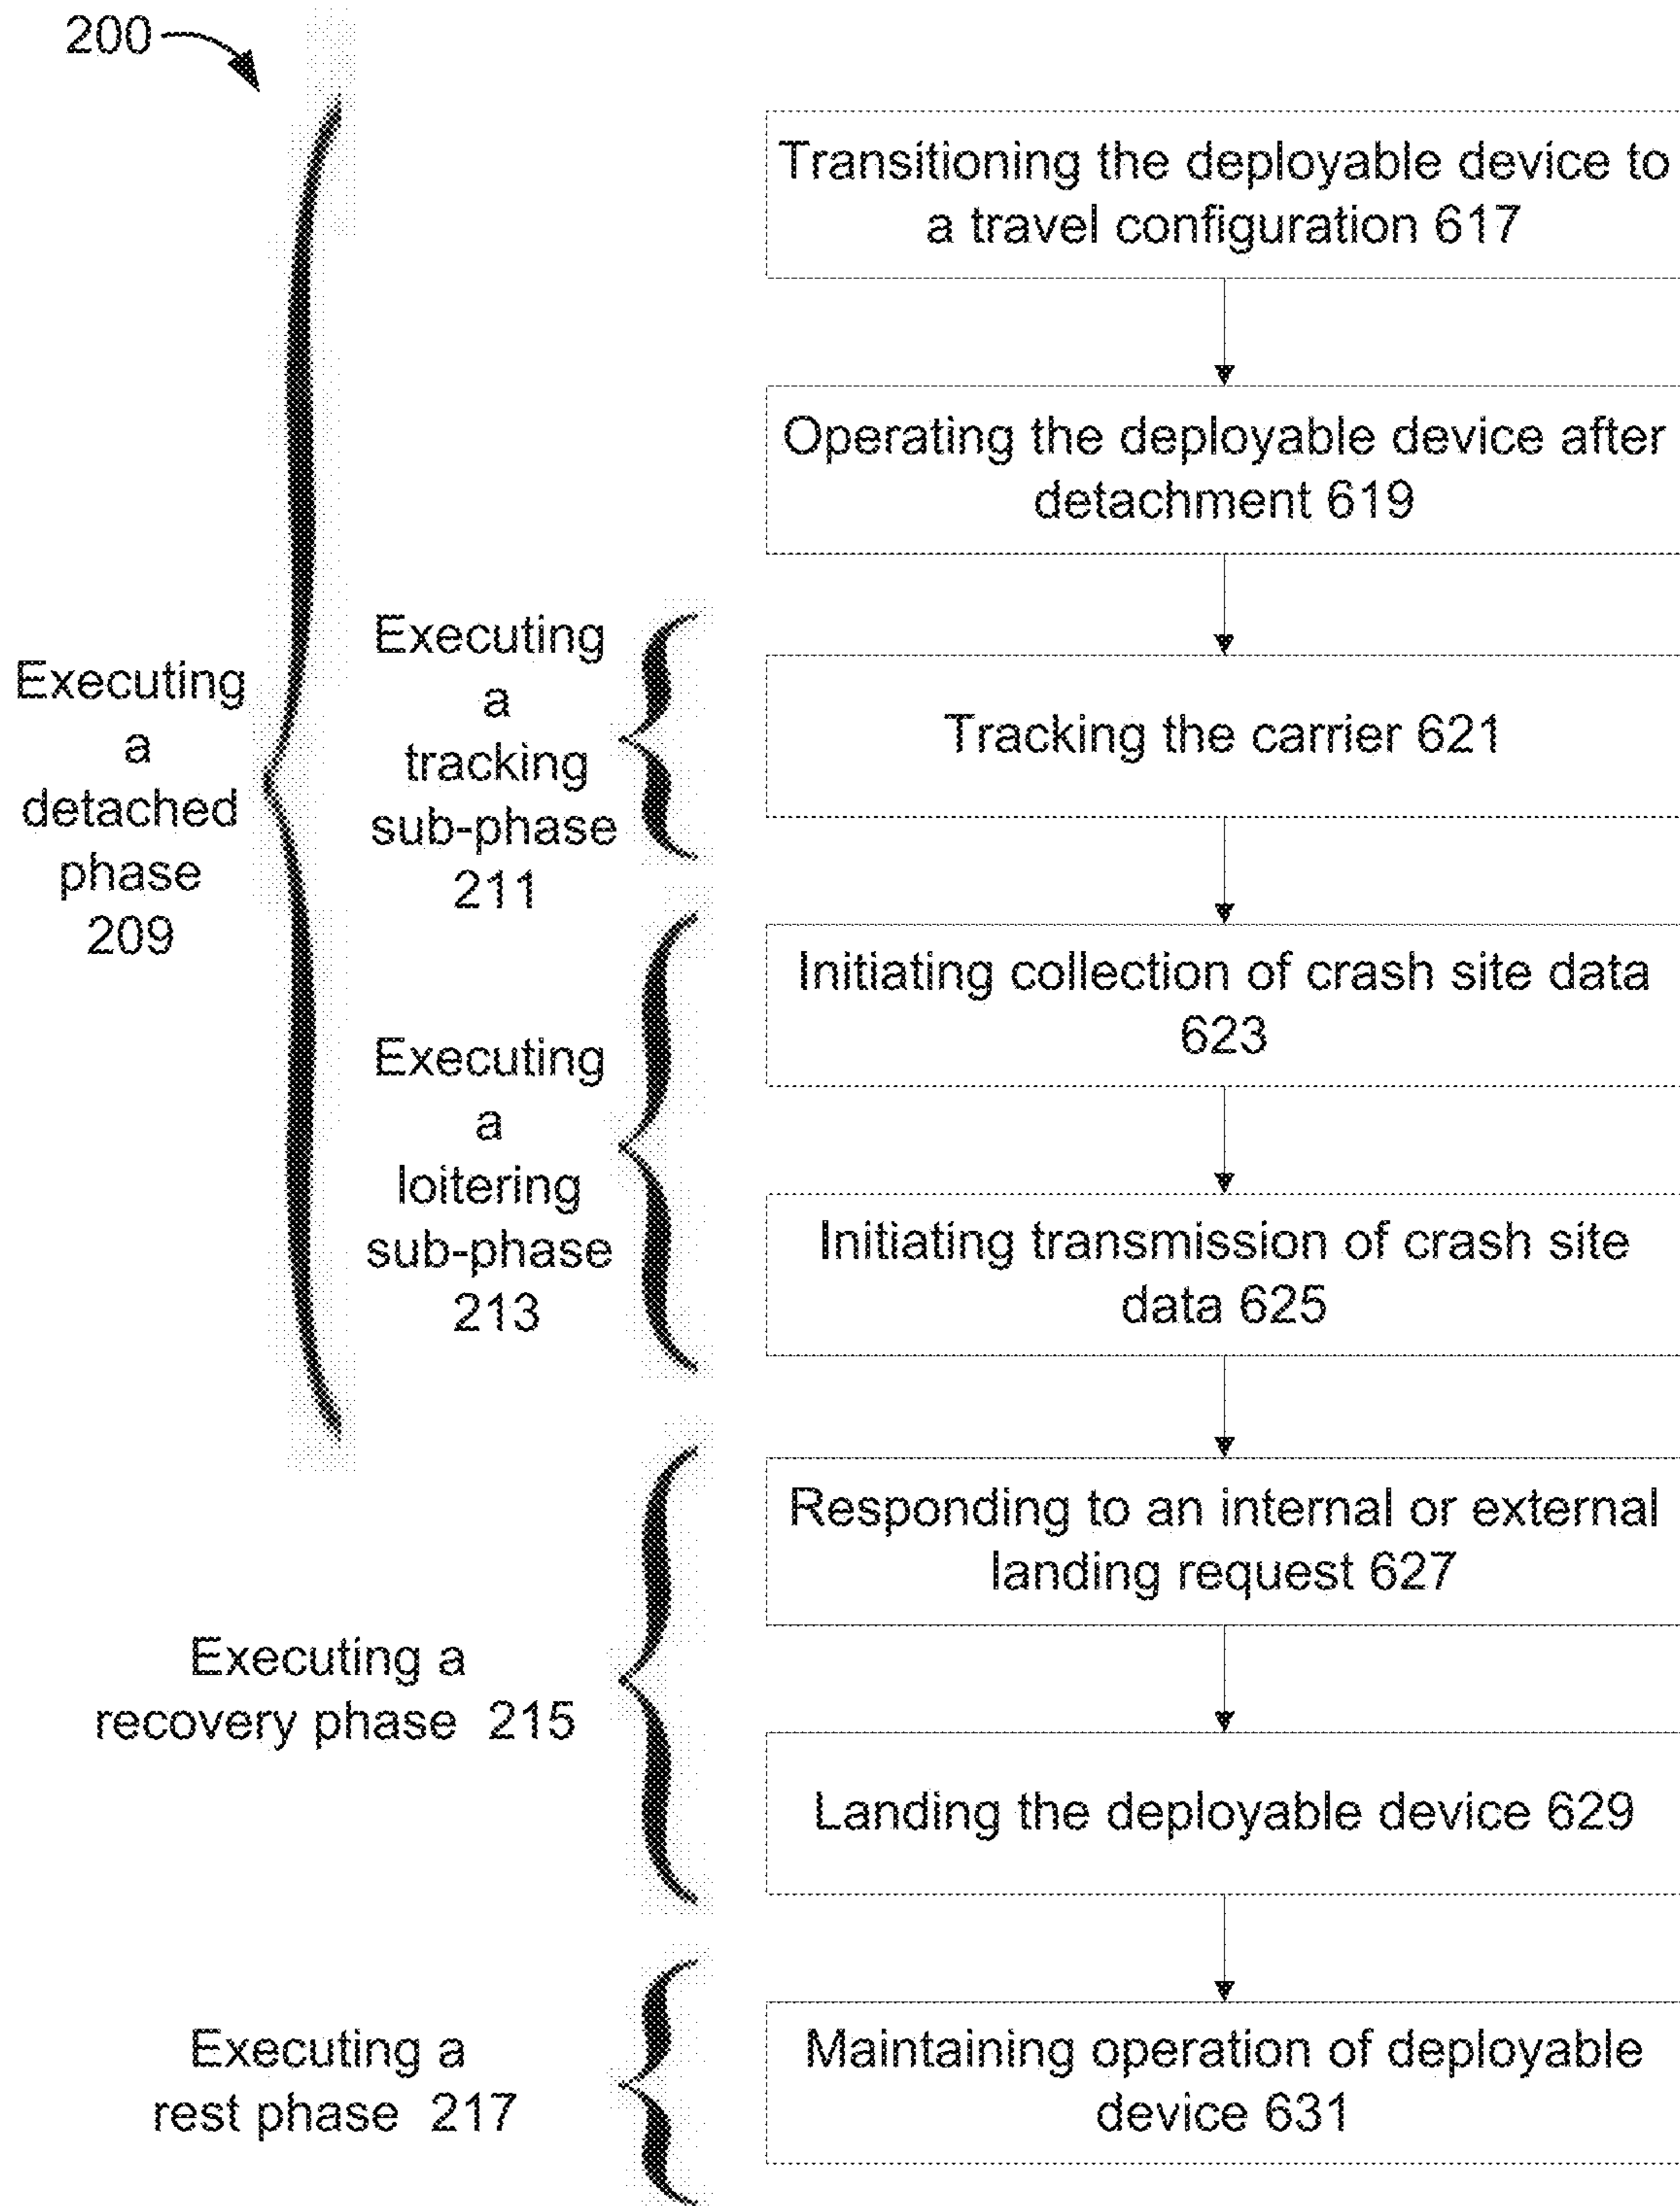 200
Transitioning the deployable device to
a travel configuration 617
Operating the deployable device after
detachment 619
Executing
a
detached
phase
209
Executing
a
tracking
sub-phase
211
Tracking the carrier 621
Executing
a
loitering
sub-phase
213
Initiating collection of crash site data
623
Initiating transmission of crash site
data 625
Executing a
recovery phase 215
Responding to an internal or external
landing request 627
Landing the deployable device 629
Executing a
rest phase 217
Maintaining operation of deployable
device 631